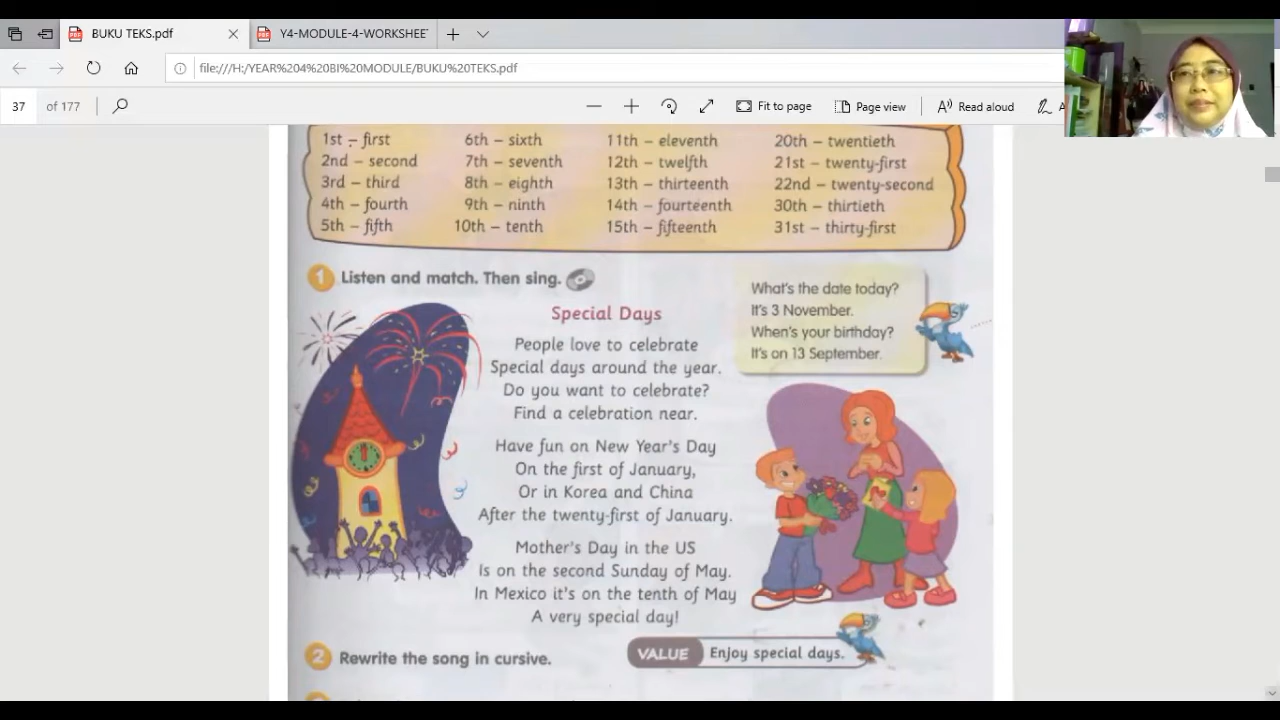 BUKU TEKS.pdf
Y4-MODULE-4-WORKSHEE
file:///H:/YEAR%204%20BI%20MODULE/BUKU%20TEKS.pdf
37 of 177
Fit to page
Page view
Read aloud
1st – first 6th – sixth 11th – eleventh 20th – twentieth
2nd – second 7th – seventh 12th – twelfth 21st – twenty-first
3rd – third 8th – eighth 13th – thirteenth 22nd – twenty-second
4th – fourth 9th – ninth 14th – fourteenth 30th – thirtieth
5th – fifth 10th – tenth 15th – fifteenth 31st – thirty-first
1 Listen and match. Then sing.
Special Days
People love to celebrate
Special days around the year.
Do you want to celebrate?
Find a celebration near.
Have fun on New Year's Day
On the first of January,
Or in Korea and China
After the twenty-first of January.
Mother's Day in the US
Is on the second Sunday of May.
In Mexico it's on the tenth of May
A very special day!
What's the date today?
It's 3 November.
When's your birthday?
It's on 13 September.
2 Rewrite the song in cursive.
VALUE Enjoy special days.